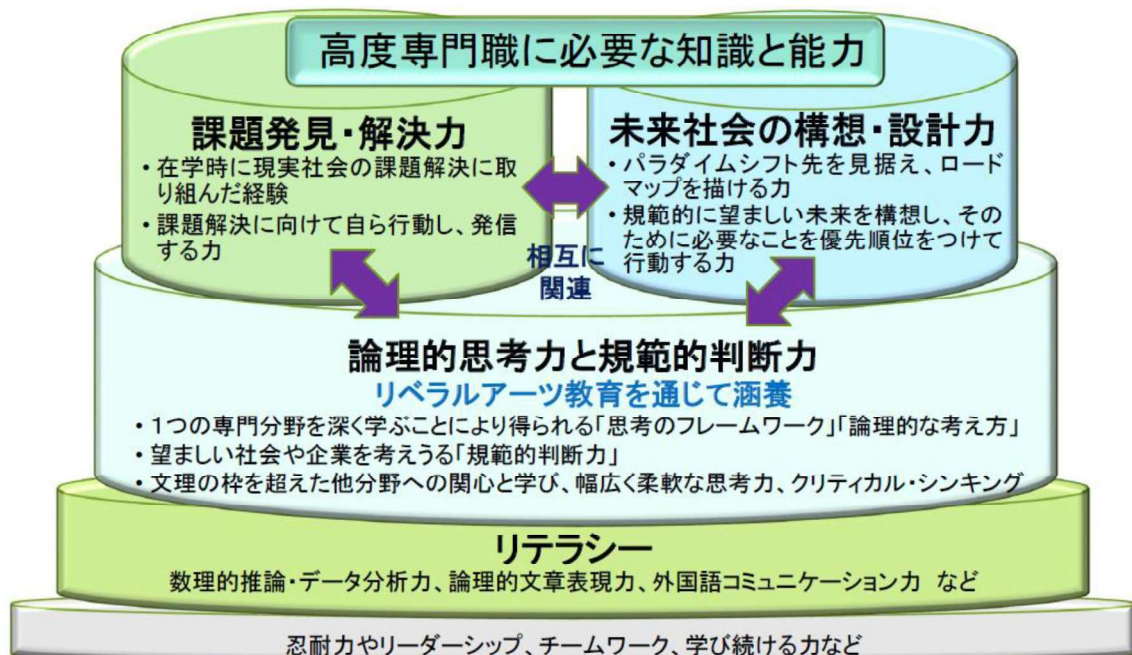 高度専門職に必要な知識と能力
課題発見・解決力
・在学時に現実社会の課題解決に取
り組んだ経験
・課題解決に向けて自ら行動し、発信
する力
未来社会の構想・設計力
・パラダイムシフト先を見据え、ロード
マップを描ける力
・規範的に望ましい未来を構想し、その
ために必要なことを優先順位をつけて
行動する力
相互に
関連
論理的思考力と規範的判断力
リベラルアーツ教育を通じて涵養
・1つの専門分野を深く学ぶことにより得られる「思考のフレームワーク」「論理的な考え方」
・望ましい社会や企業を考えうる「規範的判断力」
・文理の枠を超えた他分野への関心と学び、幅広く柔軟な思考力、クリティカル・シンキング
リテラシー
数理的推論・データ分析力、論理的文章表現力、外国語コミュニケーション力 など
忍耐力やリーダーシップ、チームワーク、学び続ける力など